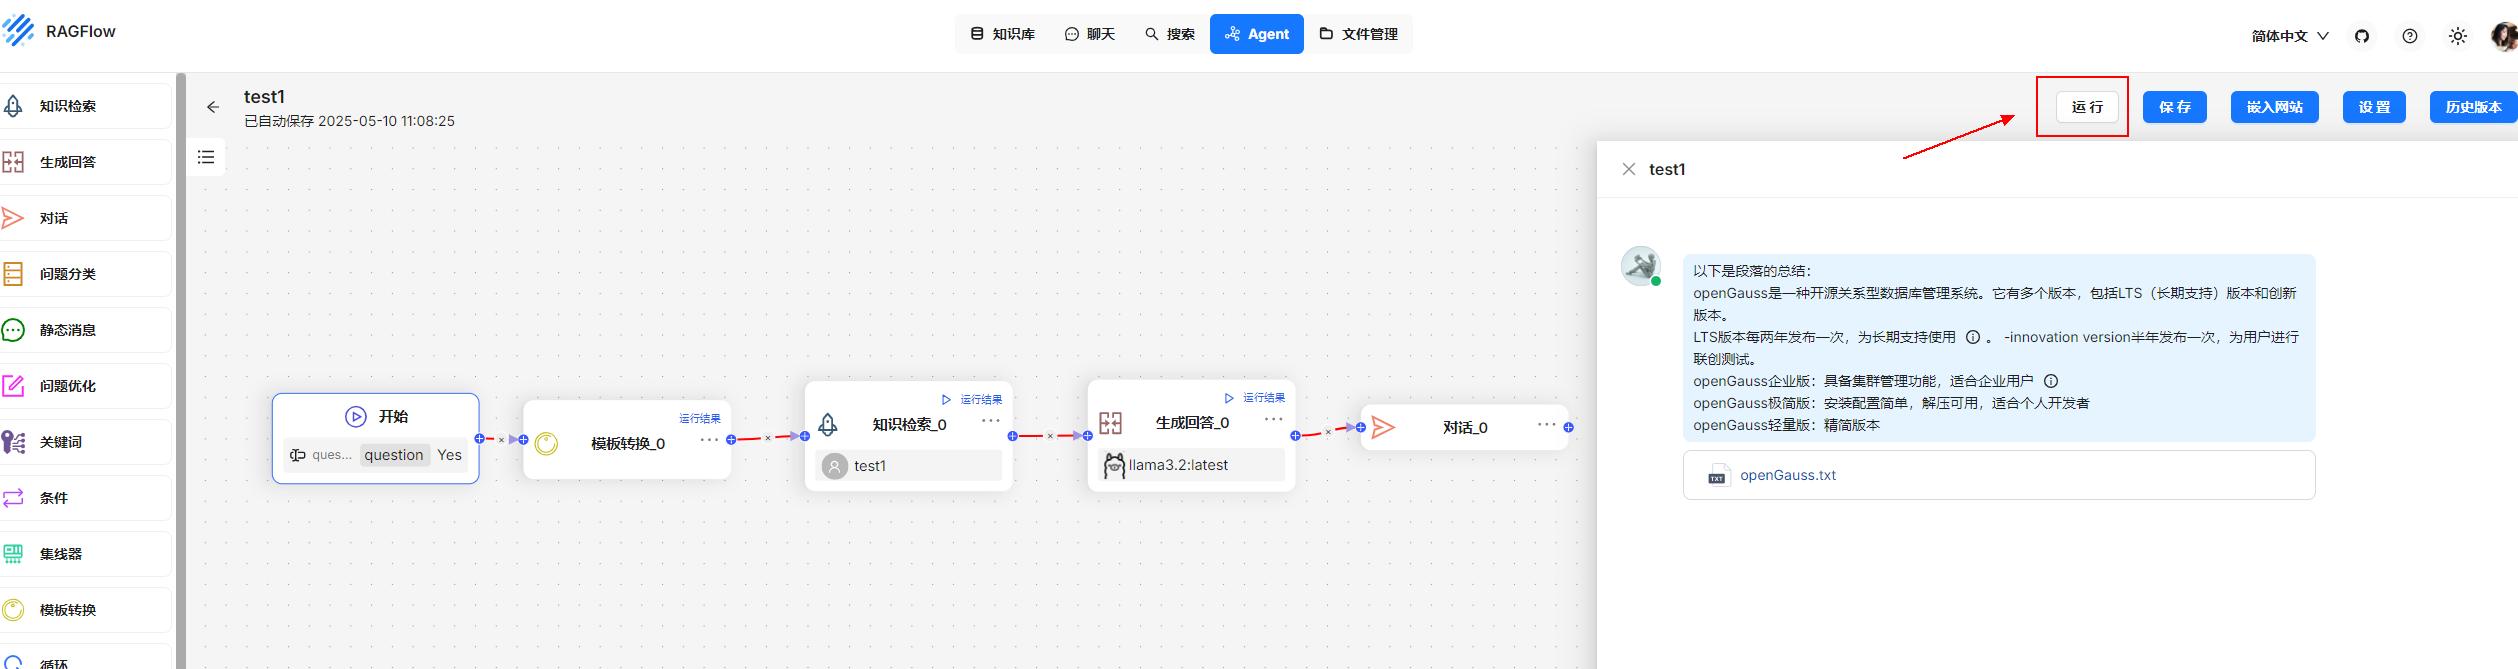 RAGFlow
知识库
聊天
搜索
Agent
文件管理
简体中文
知识检索
生成回答
对话
问题分类
静态消息
问题优化
关键词
条件
集线器
模板转换
循环
test1
已自动保存 2025-05-10 11:08:25
运 行
保 存
嵌入网站
设 置
历史版本
开始
ques... question Yes
运行结果
模板转换_0
运行结果
知识检索_0
test1
运行结果
生成回答_0
llama3.2:latest
对话_0
test1
以下是段落的总结：
openGauss是一种开源关系型数据库管理系统。它有多个版本，包括LTS（长期支持）版本和创新
版本。
LTS版本每两年发布一次，为长期支持使用 。 -innovation version半年发布一次，为用户进行
联创测试。
openGauss企业版：具备集群管理功能，适合企业用户
openGauss极简版：安装配置简单，解压可用，适合个人开发者
openGauss轻量版：精简版本
TXT
openGauss.txt